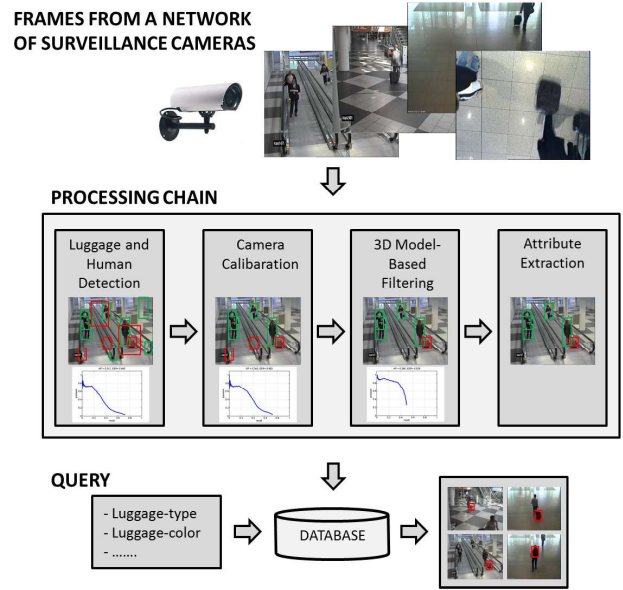 FRAMES FROM A NETWORK
OF SURVEILLANCE CAMERAS
PROCESSING CHAIN
Luggage and
Human
Detection
Camera
Calibaration
3D Model-
Based
Filtering
Attribute
Extraction
QUERY
- Luggage-type
- Luggage-color
- .......
DATABASE